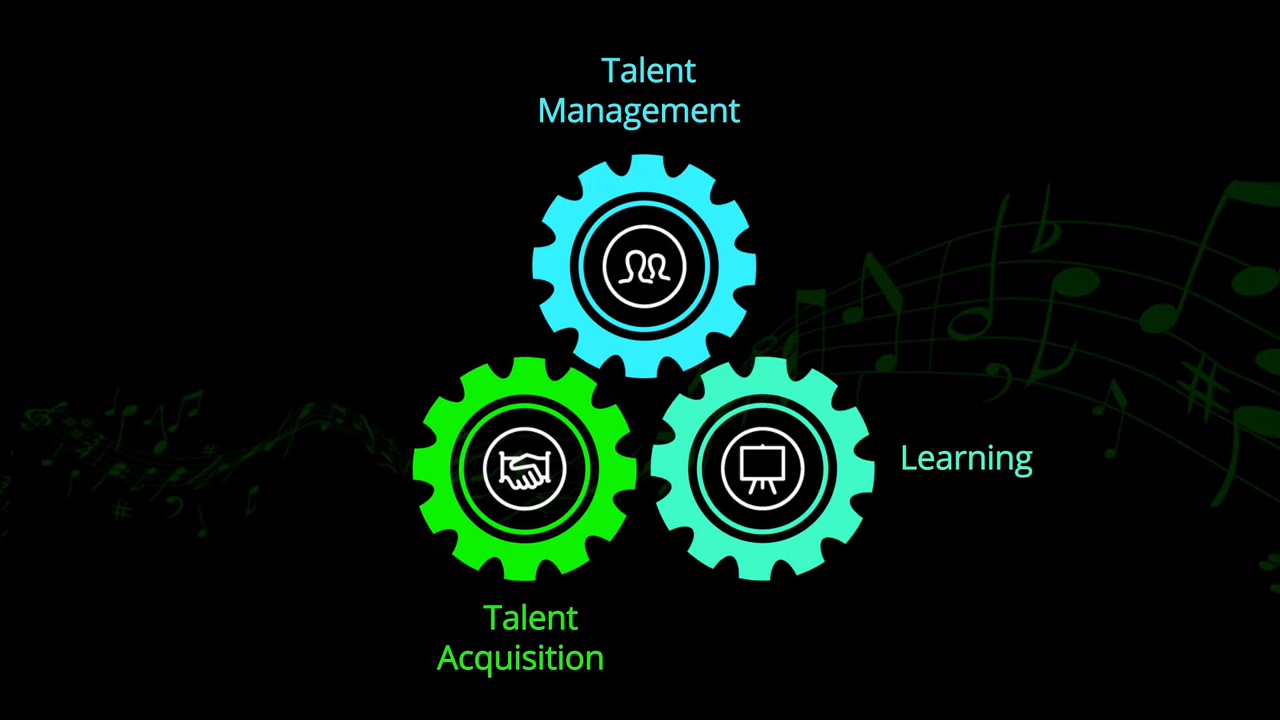 Talent
Management
Learning
Talent
Acquisition